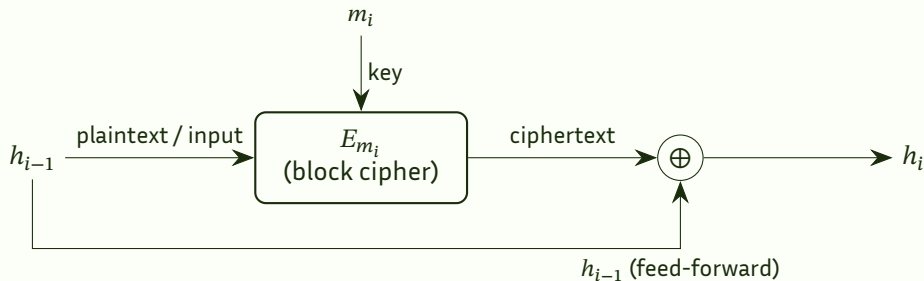 m_i
key
plaintext / input
ciphertext
h_{i−1}
E_{m_i}
(block cipher)
⊕
h_i
h_{i−1} (feed-forward)